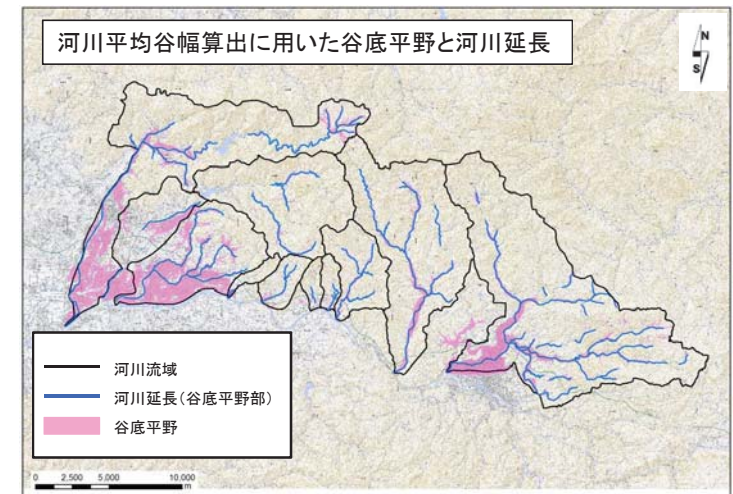 河川平均谷幅算出に用いた谷底平野と河川延長
N
S
河川流域
河川延長(谷底平野部)
谷底平野
0 2,500 5,000 10,000
m